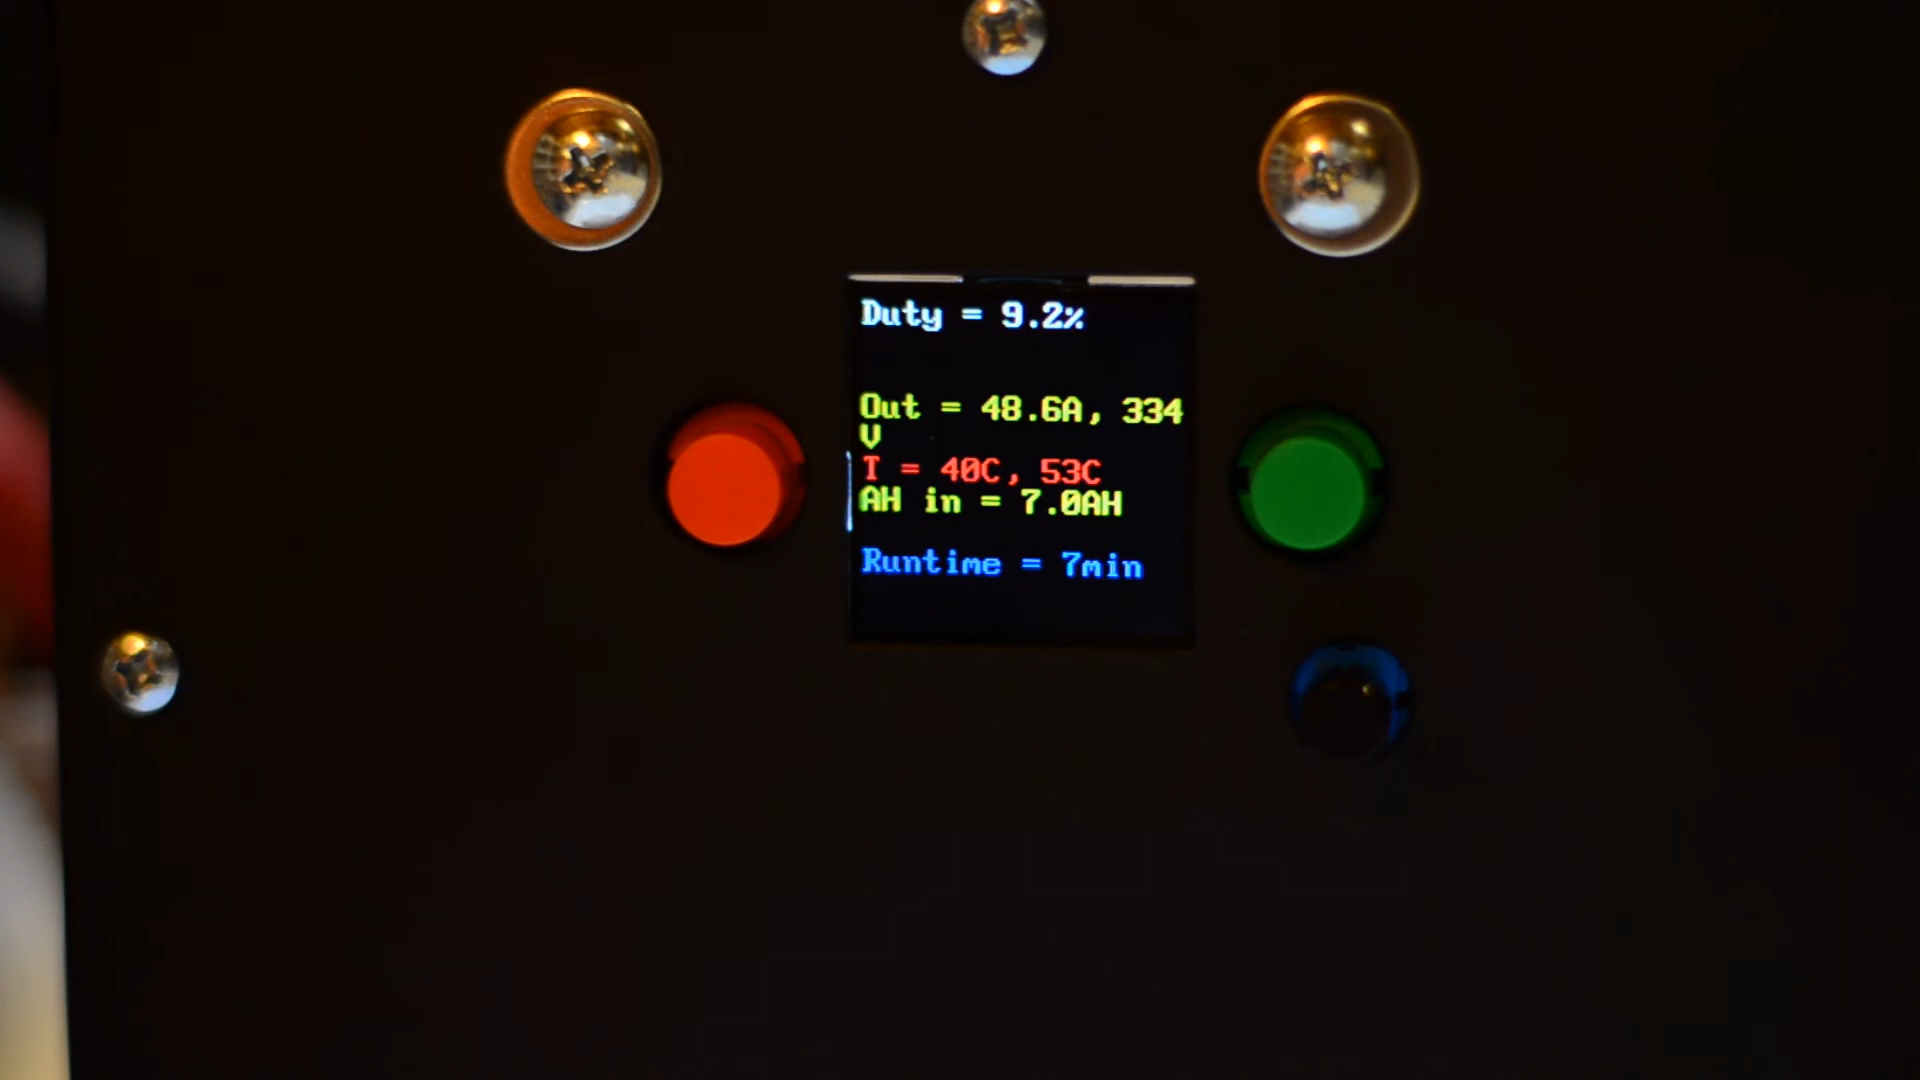 Duty = 9.2%
Out = 48.6A, 334
V
T = 40C, 53C
AH in = 7.0AH
Runtime = 7min